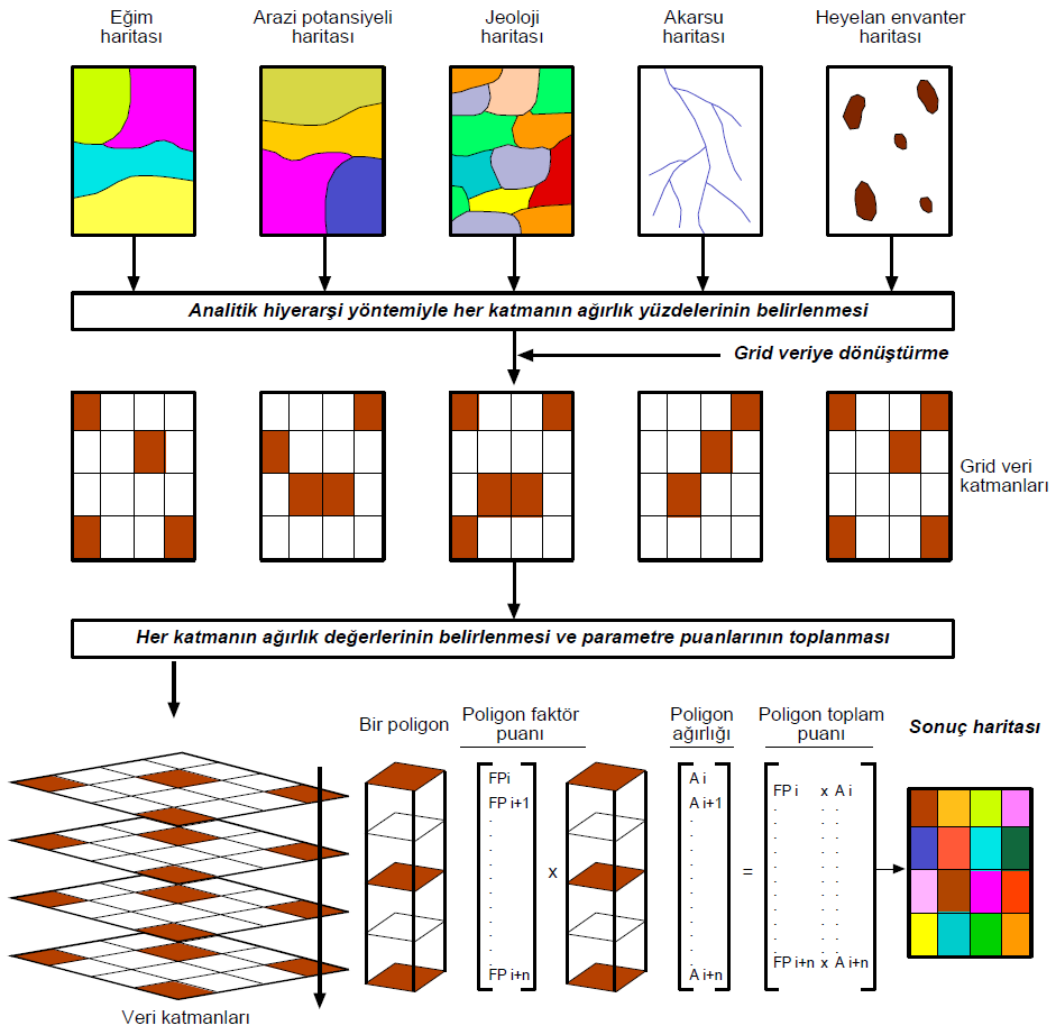 Eğim
haritası
Arazi potansiyeli
haritası
Jeoloji
haritası
Akarsu
haritası
Heyelan envanter
haritası
Analitik hiyerarşi yöntemiyle her katmanın ağırlık yüzdelerinin belirlenmesi
Grid veriye dönüştürme
Grid veri
katmanları
Her katmanın ağırlık değerlerinin belirlenmesi ve parametre puanlarının toplanması
Bir poligon
Poligon faktör
puanı
Poligon
ağırlığı
Poligon toplam
puanı
Sonuç haritası
FPi
FP i+1
FP i+n
x
A i
A i+1
A i+n
=
FP i x A i
FP i+n x A i+n
Veri katmanları